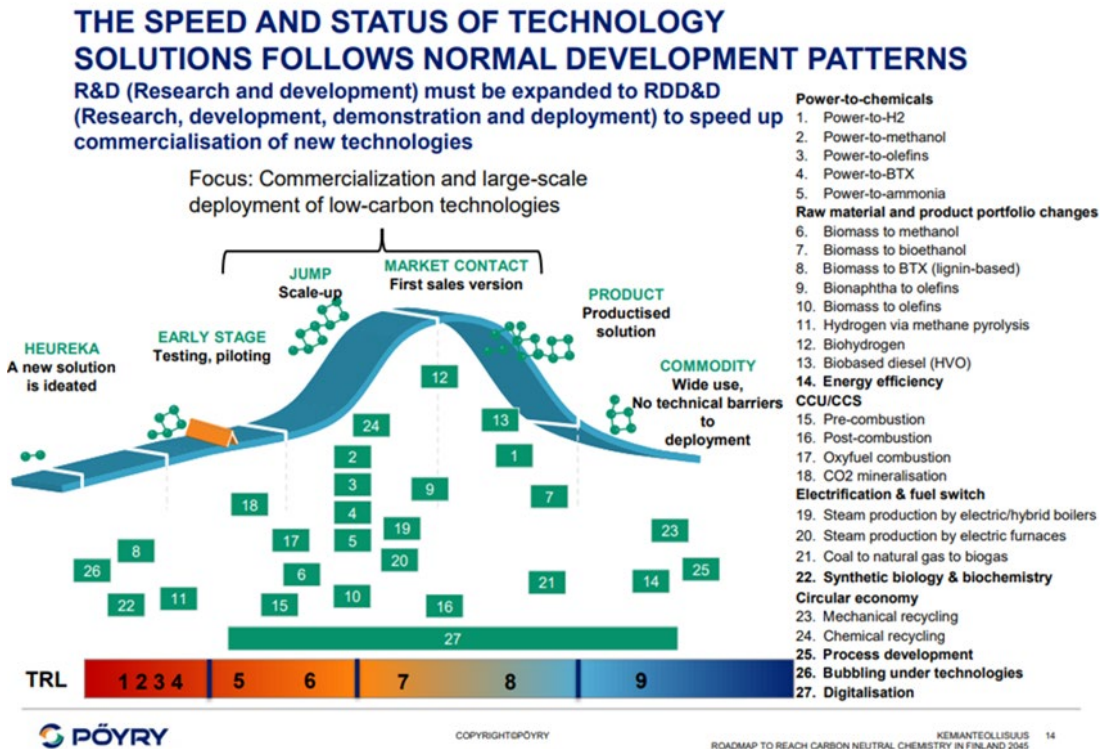 THE SPEED AND STATUS OF TECHNOLOGY
SOLUTIONS FOLLOWS NORMAL DEVELOPMENT PATTERNS
R&D (Research and development) must be expanded to RDD&D
(Research, development, demonstration and deployment) to speed up
commercialisation of new technologies
Focus: Commercialization and large-scale
deployment of low-carbon technologies
HEUREKA
A new solution
is ideated
EARLY STAGE
Testing, piloting
JUMP
Scale-up
MARKET CONTACT
First sales version
PRODUCT
Productised
solution
COMMODITY
Wide use,
No technical barriers
to
deployment
12
24
13
2
1
3
9
7
18
4
19
23
17
5
8
20
26
6
21
14
25
22
11
15
10
16
27
TRL
1 2 3 4
5
6
7
8
9
Power-to-chemicals
1. Power-to-H2
2. Power-to-methanol
3. Power-to-olefins
4. Power-to-BTX
5. Power-to-ammonia
Raw material and product portfolio changes
6. Biomass to methanol
7. Biomass to bioethanol
8. Biomass to BTX (lignin-based)
9. Bionaphtha to olefins
10. Biomass to olefins
11. Hydrogen via methane pyrolysis
12. Biohydrogen
13. Biobased diesel (HVO)
14. Energy efficiency
CCU/CCS
15. Pre-combustion
16. Post-combustion
17. Oxyfuel combustion
18. CO2 mineralisation
Electrification & fuel switch
19. Steam production by electric/hybrid boilers
20. Steam production by electric furnaces
21. Coal to natural gas to biogas
22. Synthetic biology & biochemistry
Circular economy
23. Mechanical recycling
24. Chemical recycling
25. Process development
26. Bubbling under technologies
27. Digitalisation
PÖYRY
COPYRIGHT©PÖYRY
KEMIANTEOLLISUUS 14
ROADMAP TO REACH CARBON NEUTRAL CHEMISTRY IN FINLAND 2045